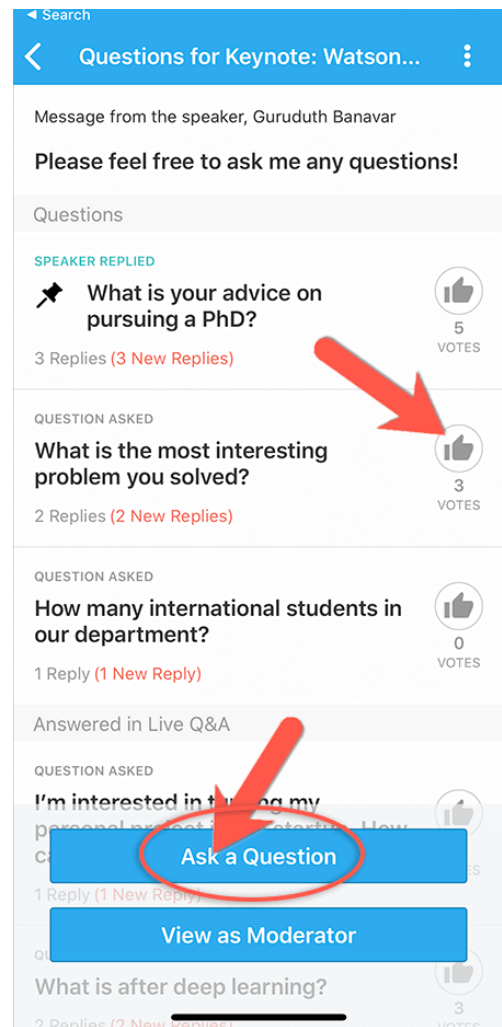 ◀ Search
Questions for Keynote: Watson...
Message from the speaker, Guruduth Banavar
Please feel free to ask me any questions!
Questions
SPEAKER REPLIED
What is your advice on
pursuing a PhD?
5
VOTES
3 Replies (3 New Replies)
QUESTION ASKED
What is the most interesting
problem you solved?
3
VOTES
2 Replies (2 New Replies)
QUESTION ASKED
How many international students in
our department?
0
VOTES
1 Reply (1 New Reply)
Answered in Live Q&A
QUESTION ASKED
I'm interested in my
personal project How
Ask a Question
1 Reply (1 New Reply)
View as Moderator
What is after deep learning?
3
2 Replies (2 New Replies)
VOTES